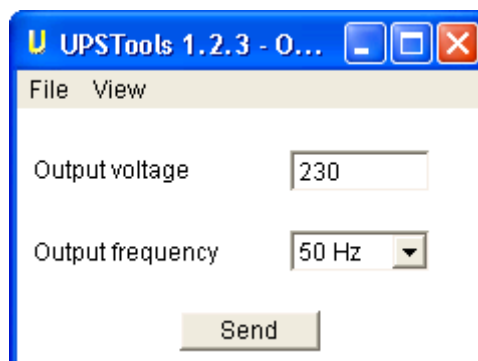 U UPSTools 1.2.3 - O...
File View
Output voltage 230
Output frequency 50 Hz
Send